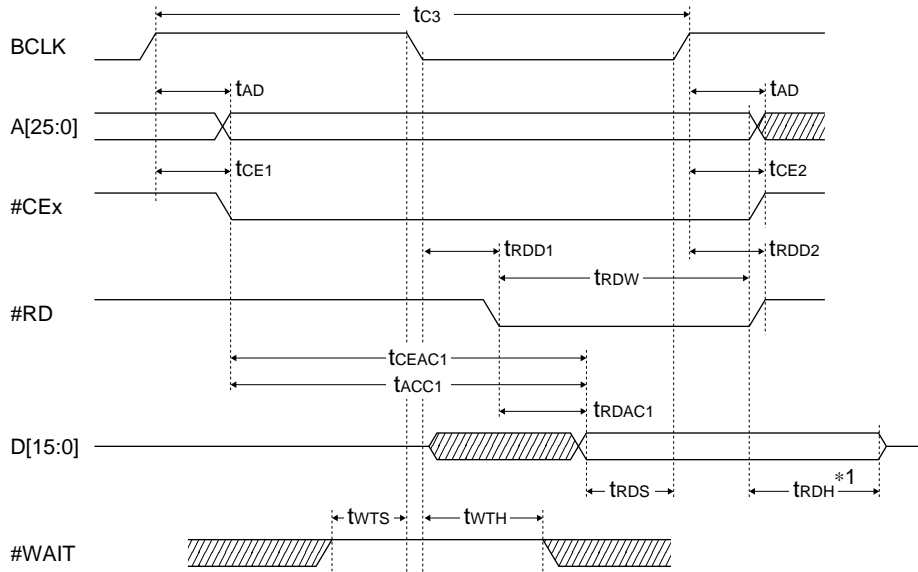 tC3
BCLK
tAD tAD
A[25:0]
tCE1 tCE2
#CEx
tRDD1 tRDD2
tRDW
#RD
tCEAC1
tACC1
tRDAC1
D[15:0]
tRDS tRDH*1
tWTS tWTH
#WAIT